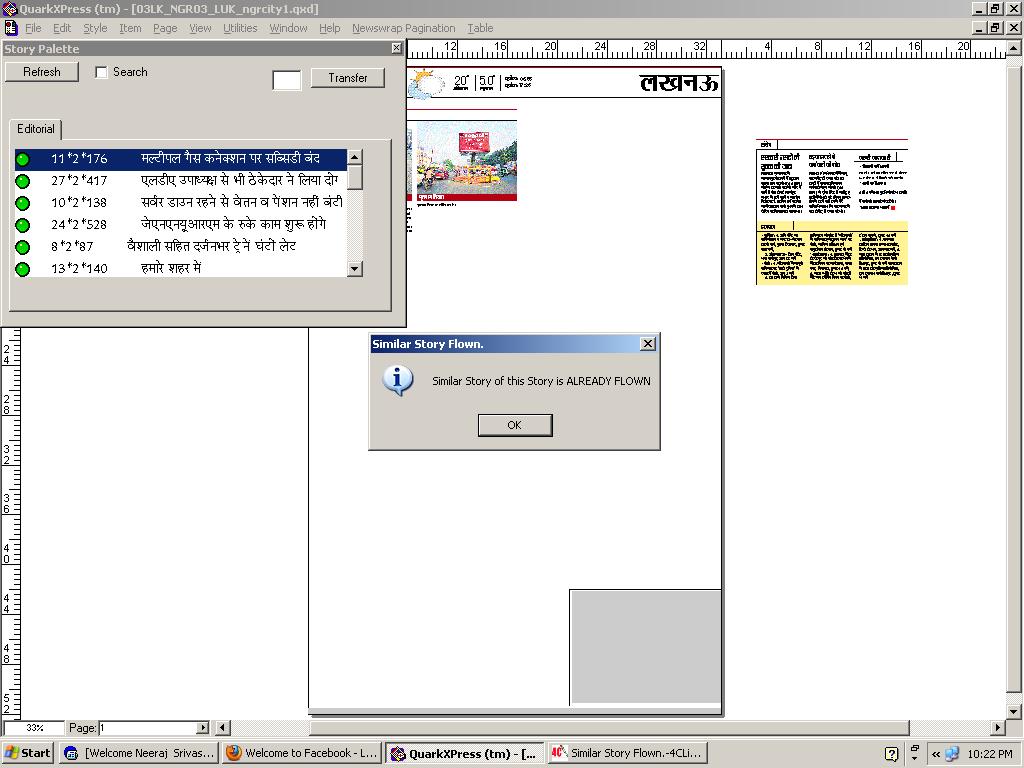 QuarkXPress (tm) - [03LK_NGR03_LUK_ngrcity1.qxd]
File Edit Style Item Page View Utilities Window Help Newswrap Pagination Table
Story Palette
Refresh Search Transfer
Editorial
11*2*176 मल्टीपल गैस कनेक्शन पर सब्सिडी बंद
27*2*417 एलडीए उपाध्यक्ष से भी ठेकेदार ने लिया
10*2*138 सर्वर डाउन रहने से वेतन व पेंशन नहीं बंटी
24*2*528 जेएनएनयूआरएम के रुके काम शुरू होंगे
8*2*87 वैशाली सहित दर्जनभर ट्रेनें घंटों लेट
13*2*140 हमारे शहर में
12 16 20 24 28 32 4 8 12 16 20
20° 5.0°
लखनऊ
24
28
32
36
40
44
48
52
Similar Story Flown.
Similar Story of this Story is ALREADY FLOWN
OK
33% Page: 1
Start [Welcome Neeraj Srivas... Welcome to Facebook - L... QuarkXPress (tm) - [... Similar Story Flown.-4CLi... 10:22 PM